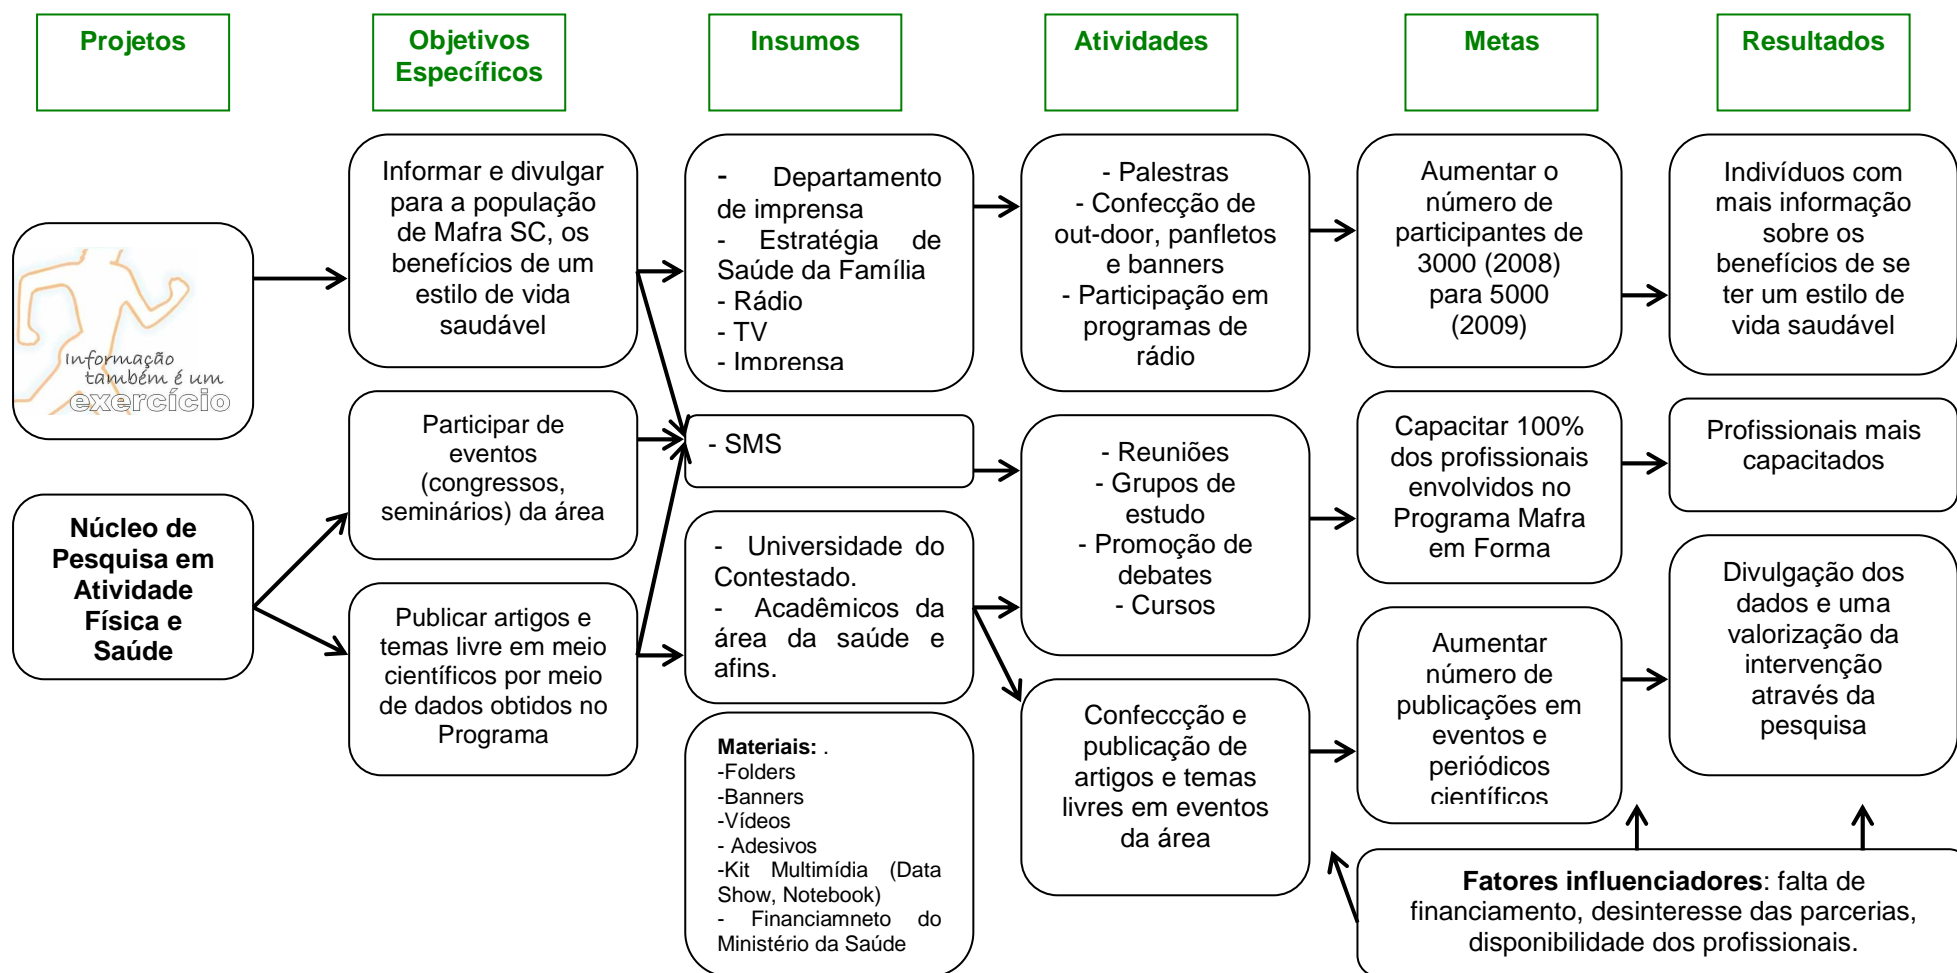 Projetos
Objetivos
Específicos
Insumos
Atividades
Metas
Resultados
Informação
também é um
exercício
Núcleo de
Pesquisa em
Atividade
Física e
Saúde
Informar e divulgar
para a população
de Mafra SC, os
benefícios de um
estilo de vida
saudável
Participar de
eventos
(congressos,
seminários) da área
Publicar artigos e
temas livre em meio
científicos por meio
de dados obtidos no
Programa
- Departamento
de imprensa
- Estratégia de
Saúde da Família
- Rádio
- TV
- Imprensa
- SMS
- Universidade do
Contestado.
- Acadêmicos da
área da saúde e
afins.
Materiais: .
-Folders
-Banners
-Vídeos
- Adesivos
-Kit Multimídia (Data
Show, Notebook)
- Financiamneto do
Ministério da Saúde
- Palestras
- Confecção de
out-door, panfletos
e banners
- Participação em
programas de
rádio
- Reuniões
- Grupos de
estudo
- Promoção de
debates
- Cursos
Confeccção e
publicação de
artigos e temas
livres em eventos
da área
Aumentar o
número de
participantes de
3000 (2008)
para 5000
(2009)
Capacitar 100%
dos profissionais
envolvidos no
Programa Mafra
em Forma
Aumentar
número de
publicações em
eventos e
periódicos
científicos
Indivíduos com
mais informação
sobre os
benefícios de se
ter um estilo de
vida saudável
Profissionais mais
capacitados
Divulgação dos
dados e uma
valorização da
intervenção
através da
pesquisa
Fatores influenciadores: falta de
financiamento, desinteresse das parcerias,
disponibilidade dos profissionais.